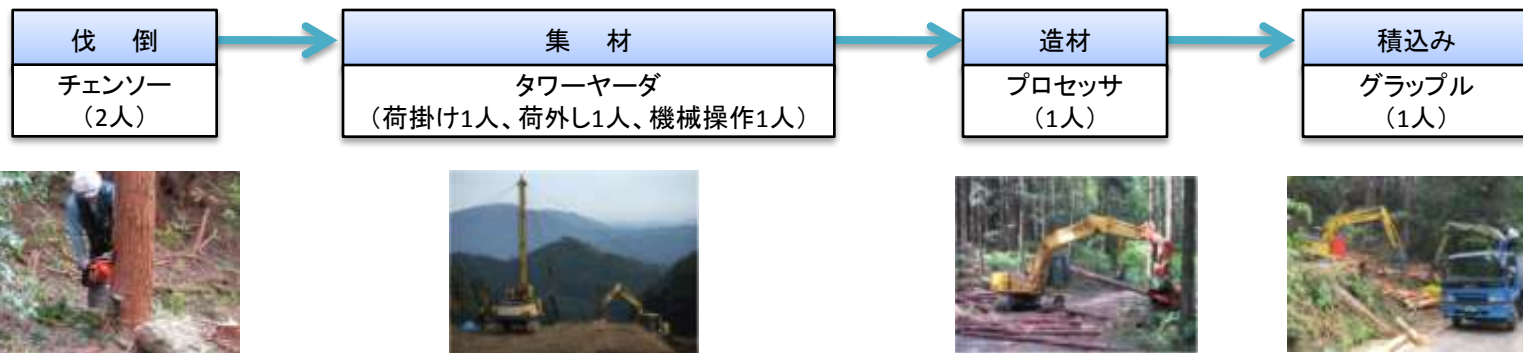 伐　倒
チェンソー
（2人）
集　材
タワーヤーダ
（荷掛け1人、荷外し1人、機械操作1人）
造材
プロセッサ
（1人）
積込み
グラップル
（1人）